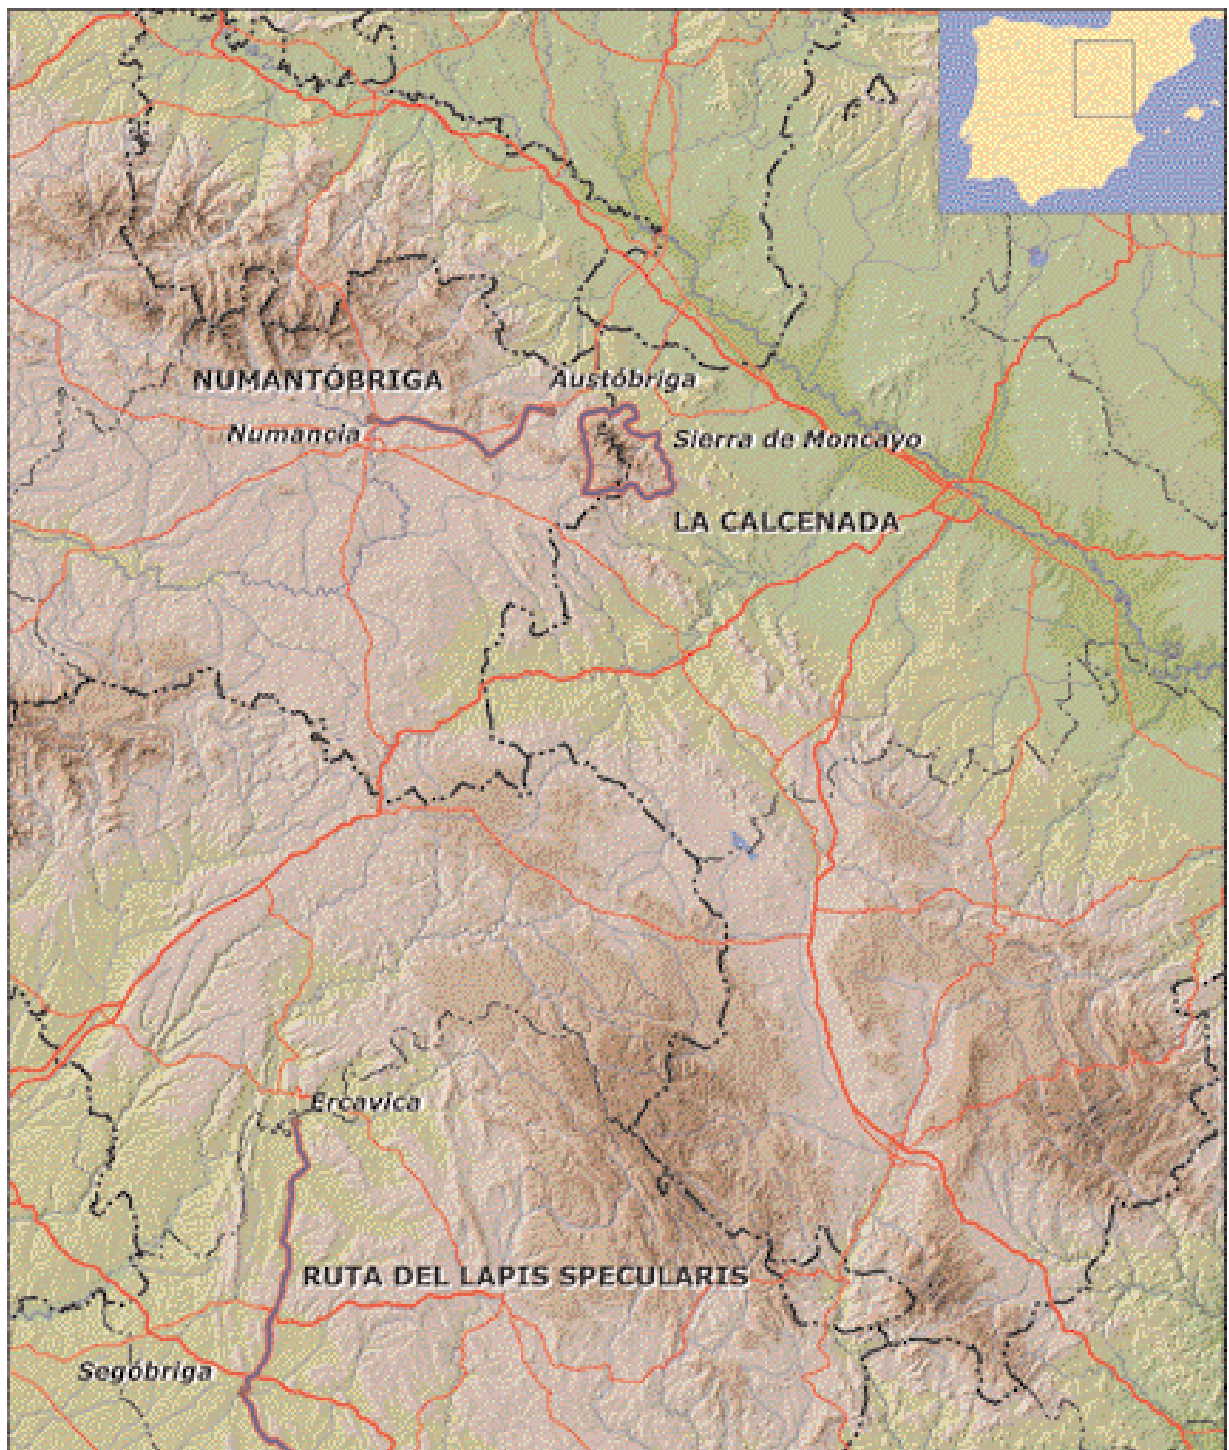 NUMANTÓBRIGA
Austóbriga
Numancia
Sierra de Moncayo
LA CALCENADA
Ercavica
RUTA DEL LAPIS SPECULARIS
Segóbriga